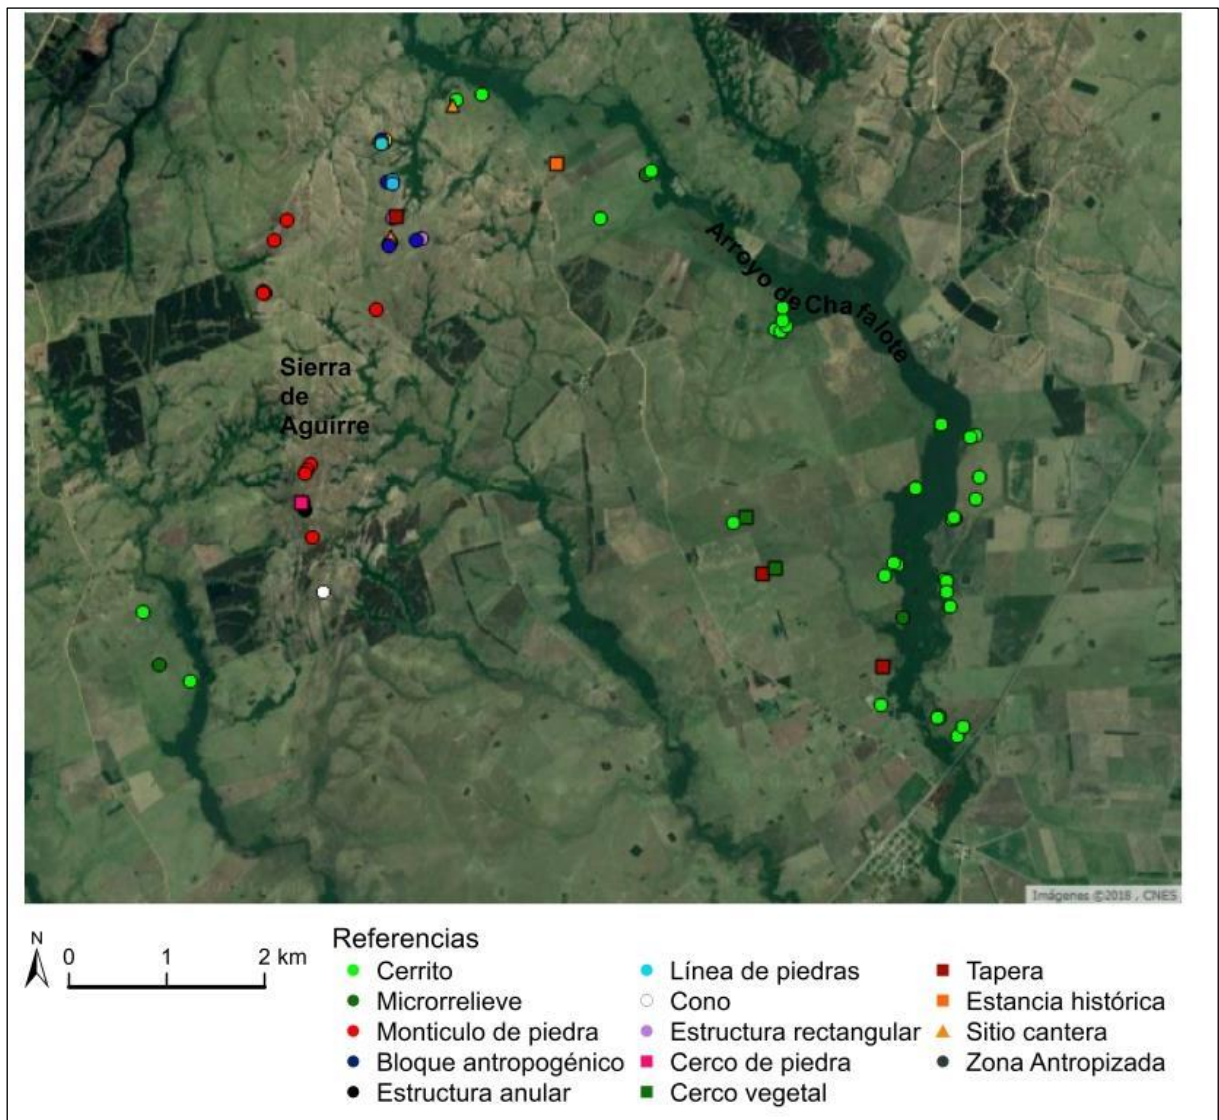 Arroyo de Chafalote
Sierra
de
Aguirre
Imágenes ©2018 , CNES
N
0 1 2 km
Referencias
Cerrito
Microrrelieve
Monticulo de piedra
Bloque antropogénico
Estructura anular
Línea de piedras
Cono
Estructura rectangular
Cerco de piedra
Cerco vegetal
Tapera
Estancia histórica
Sitio cantera
Zona Antropizada